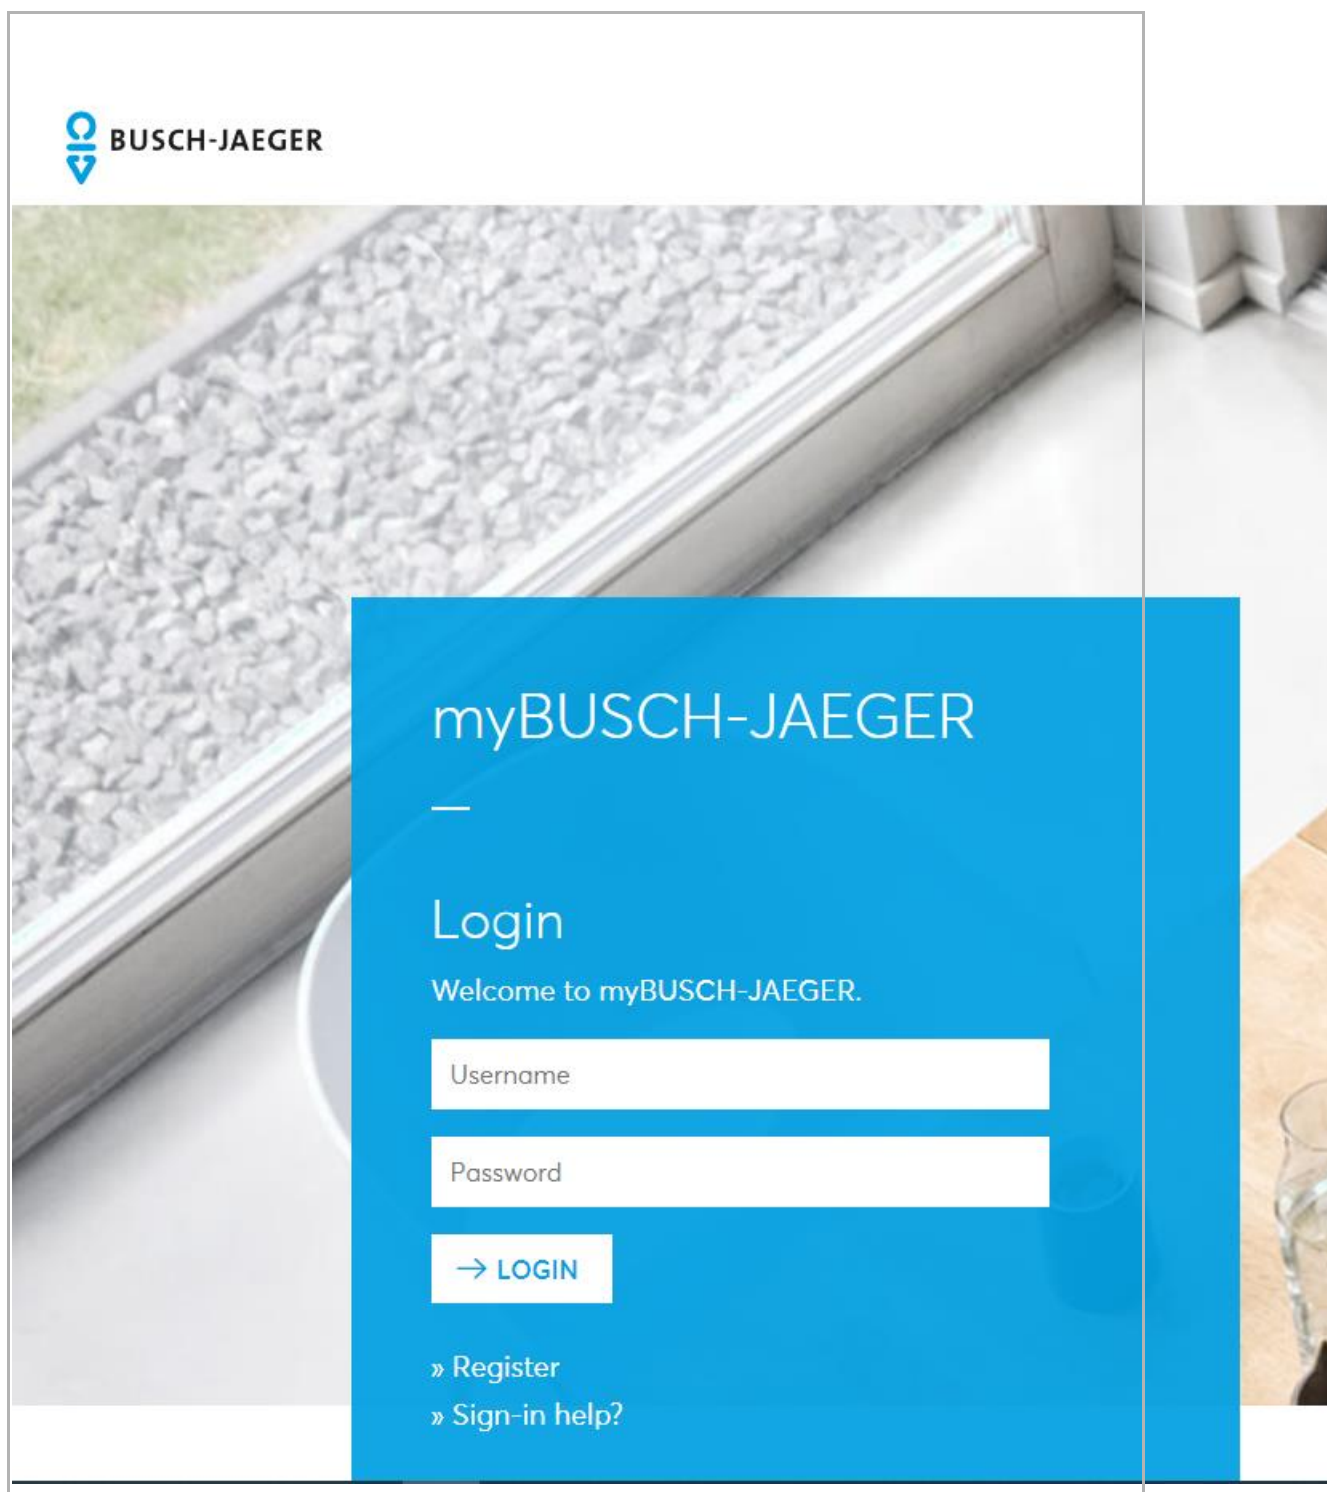 BUSCH-JAEGER
myBUSCH-JAEGER
Login
Welcome to myBUSCH-JAEGER.
Username
Password
→ LOGIN
» Register
» Sign-in help?